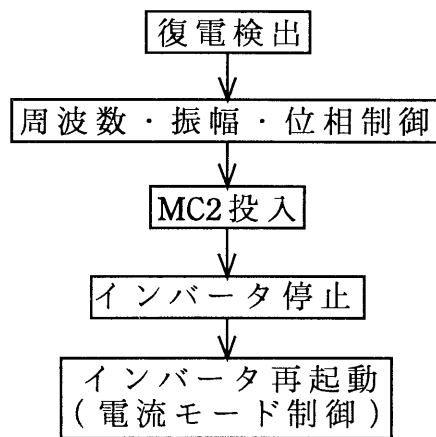 復電検出
周波数・振幅・位相制御
MC2投入
インバータ停止
インバータ再起動
(電流モード制御)